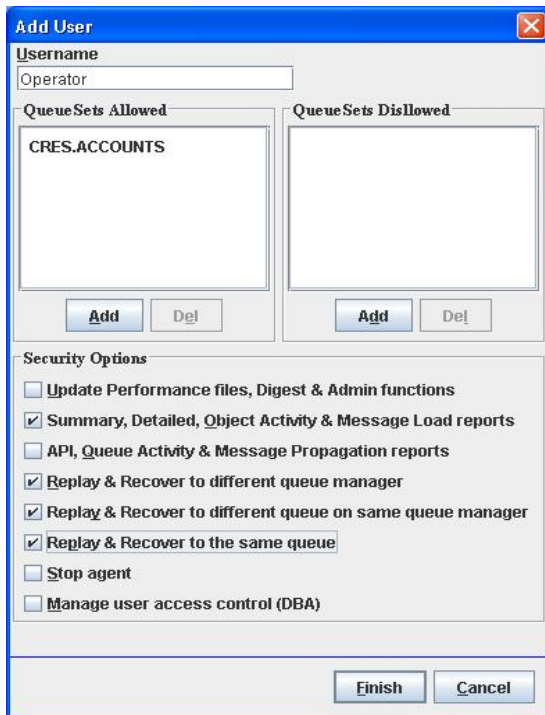 Add User
Username
Operator
QueueSets Allowed
QueueSets Disllowed
CRES.ACCOUNTS
Add
Del
Add
Del
Security Options
Update Performance files, Digest & Admin functions
Summary, Detailed, Object Activity & Message Load reports
API, Queue Activity & Message Propagation reports
Replay & Recover to different queue manager
Replay & Recover to different queue on same queue manager
Replay & Recover to the same queue
Stop agent
Manage user access control (DBA)
Finish
Cancel